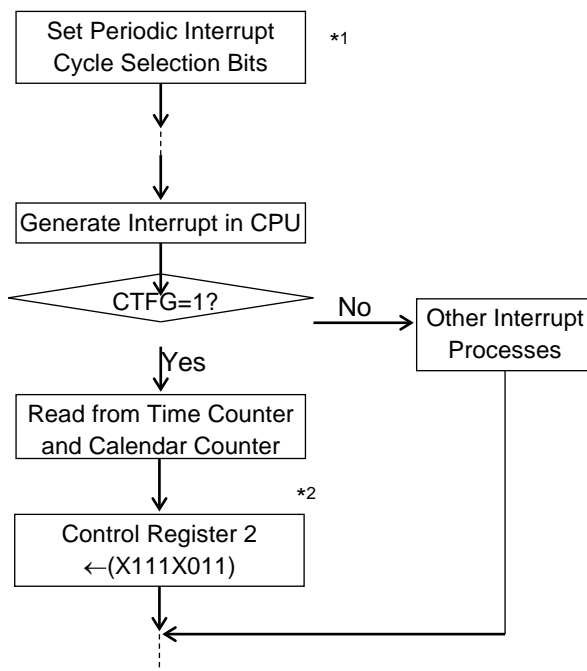 Set Periodic Interrupt
Cycle Selection Bits
*1
Generate Interrupt in CPU
CTFG=1?
No
Other Interrupt
Processes
Yes
Read from Time Counter
and Calendar Counter
*2
Control Register 2
←(X111X011)